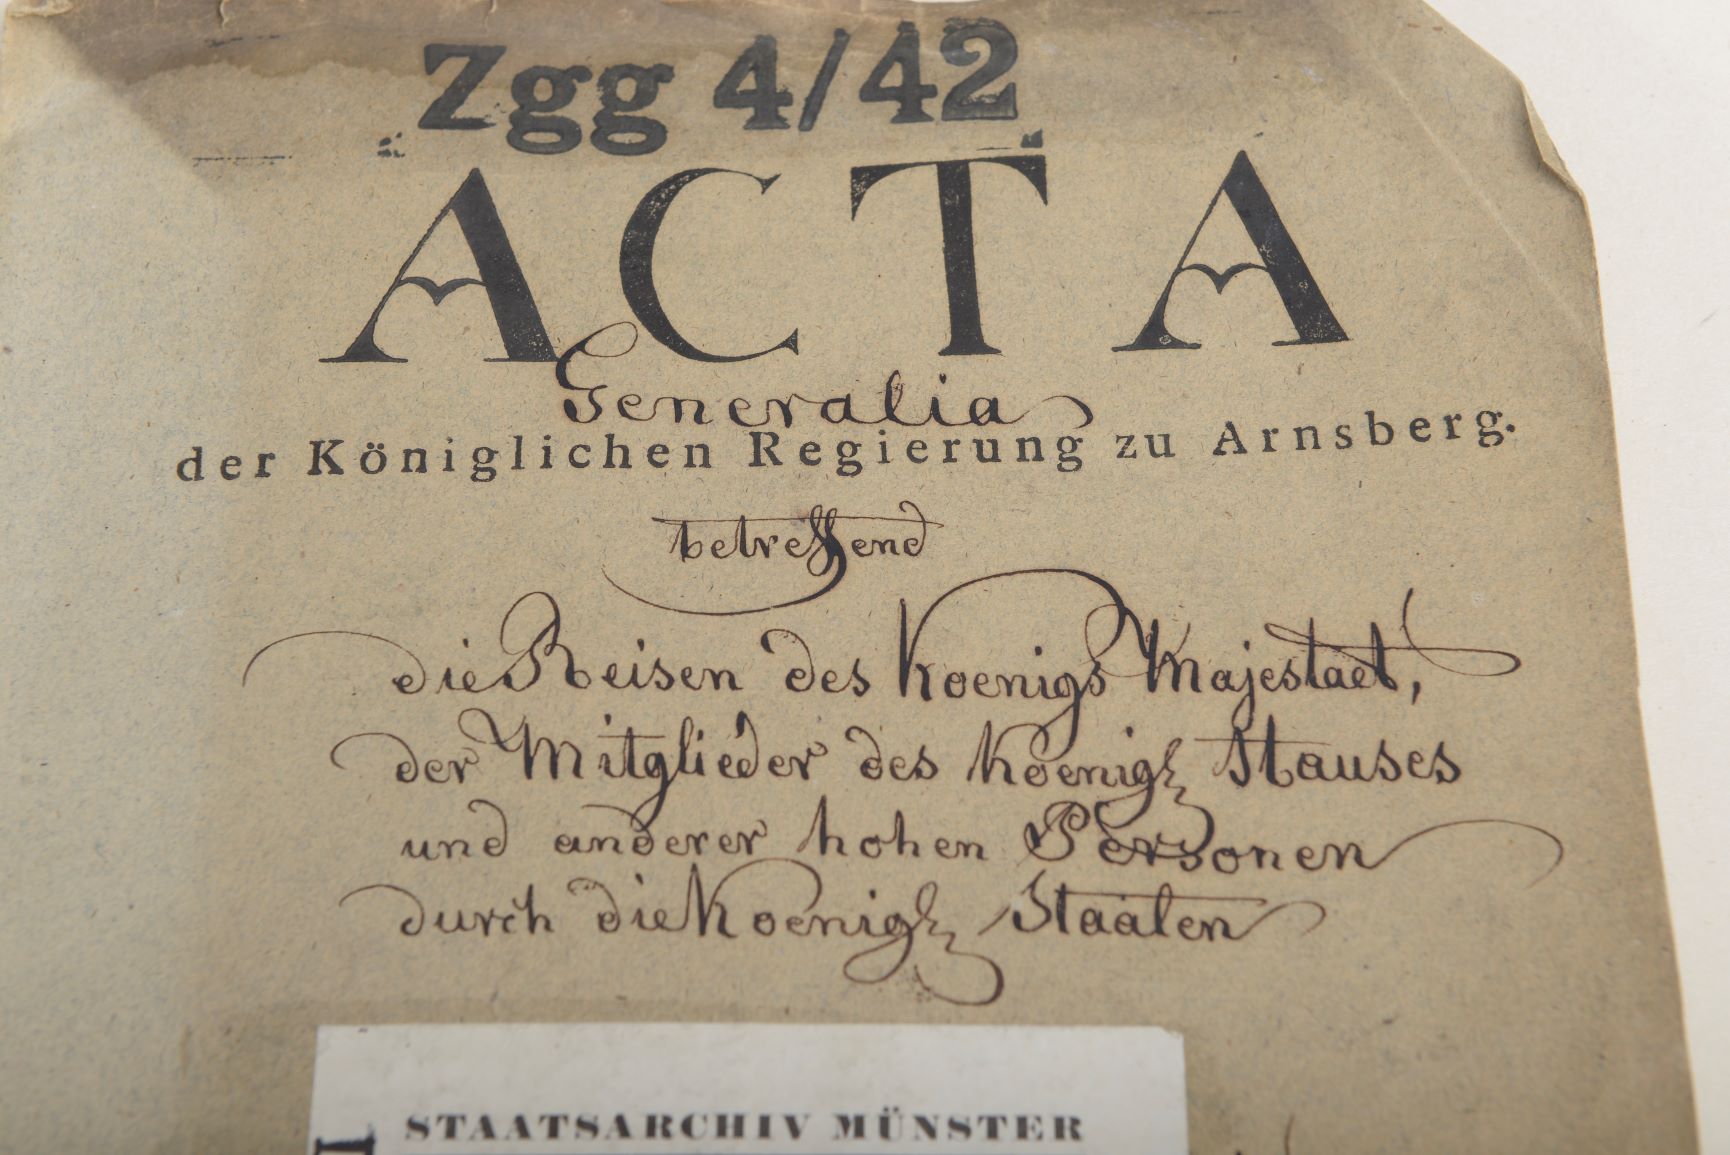 Zgg 4/42
ACTA
Generalia
der Königlichen Regierung zu Arnsberg.
betreffend
die Reisen des Koenigs Majestaet,
der Mitglieder des Koenigl Hauses
und anderer hohen Personen
durch die Koenigl Staaten
STAATSARCHIV MÜNSTER